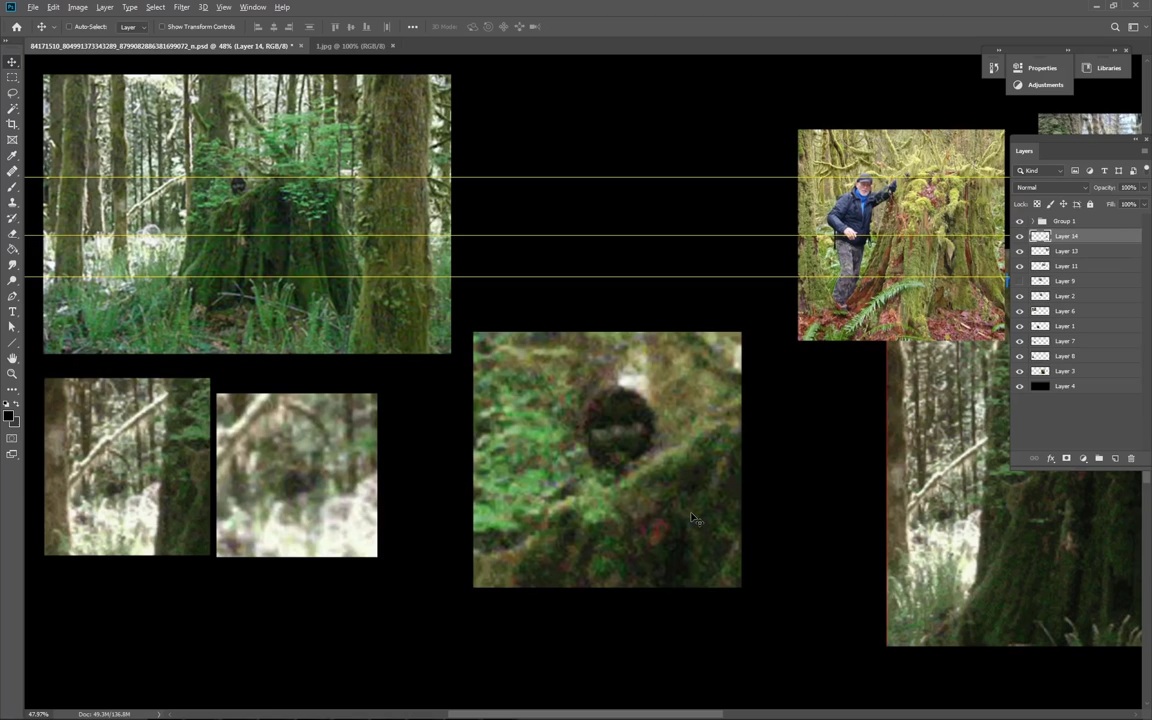 File Edit Image Layer Type Select Filter 3D View Window Help
Auto-Select: Layer Show Transform Controls 3D Mode:
84171510_804991373343289_8799082886381699072_n.psd @ 48% (Layer 14, RGB/8) * × 1.jpg @ 100% (RGB/8) ×
Properties Libraries
Adjustments
Layers
Kind
Normal Opacity: 100%
Lock: Fill: 100%
Group 1
Layer 14
Layer 13
Layer 11
Layer 9
Layer 2
Layer 6
Layer 1
Layer 7
Layer 8
Layer 3
Layer 4
47.97% Doc: 49.3M/136.8M